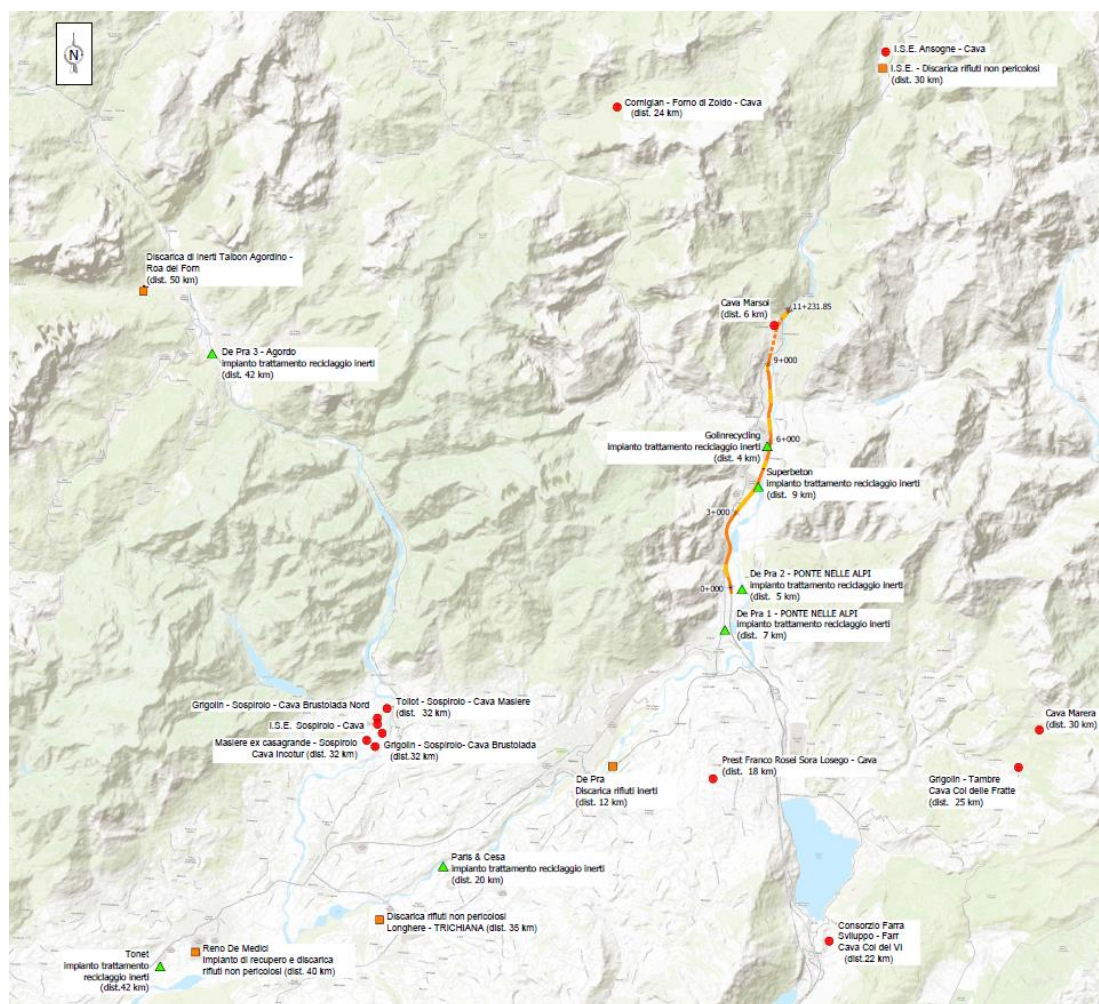 N
I.S.E. Ansogne - Cava
I.S.E. - Discarica rifiuti non pericolosi
(dist. 30 km)
Cornigian - Forno di Zoldo - Cava
(dist. 24 km)
Discarica di inerti Taibon Agordino -
Roa dei Forn
(dist. 50 km)
Cava Marsoi
(dist. 6 km)
11+231.85
9+000
De Pra 3 - Agordo
impianto trattamento reciclaggio inerti
(dist. 42 km)
Golinrecycling
impianto trattamento reciclaggio inerti
(dist. 4 km)
6+000
Superbeton
impianto trattamento reciclaggio inerti
(dist. 9 km)
3+000
De Pra 2 - PONTE NELLE ALPI
impianto trattamento reciclaggio inerti
(dist. 5 km)
0+000
De Pra 1 - PONTE NELLE ALPI
impianto trattamento reciclaggio inerti
(dist. 7 km)
Grigolin - Sospirolo - Cava Brustolada Nord
Toilot - Sospirolo - Cava Masiere
(dist. 32 km)
I.S.E. Sospirolo - Cava
Masiere ex casagrande - Sospirolo
Cava Incotur (dist. 32 km)
Grigolin - Sospirolo- Cava Brustolada
(dist.32 km)
Cava Marera
(dist. 30 km)
De Pra
Discarica rifiuti inerti
(dist. 12 km)
Prest Franco Rosei Sora Losego - Cava
(dist. 18 km)
Grigolin - Tambre
Cava Col delle Fratte
(dist. 25 km)
Paris & Cesa
impianto trattamento reciclaggio inerti
(dist. 20 km)
Discarica rifiuti non pericolosi
Longhere - TRICHIANA (dist. 35 km)
Consorzio Farra
Sviluppo - Farr
Cava Col dei Vi
(dist.22 km)
Reno De Medici
Impianto di recupero e discarica
rifiuti non pericolosi (dist. 40 km)
Tonet
impianto trattamento
reciclaggio inerti
(dist.42 km)